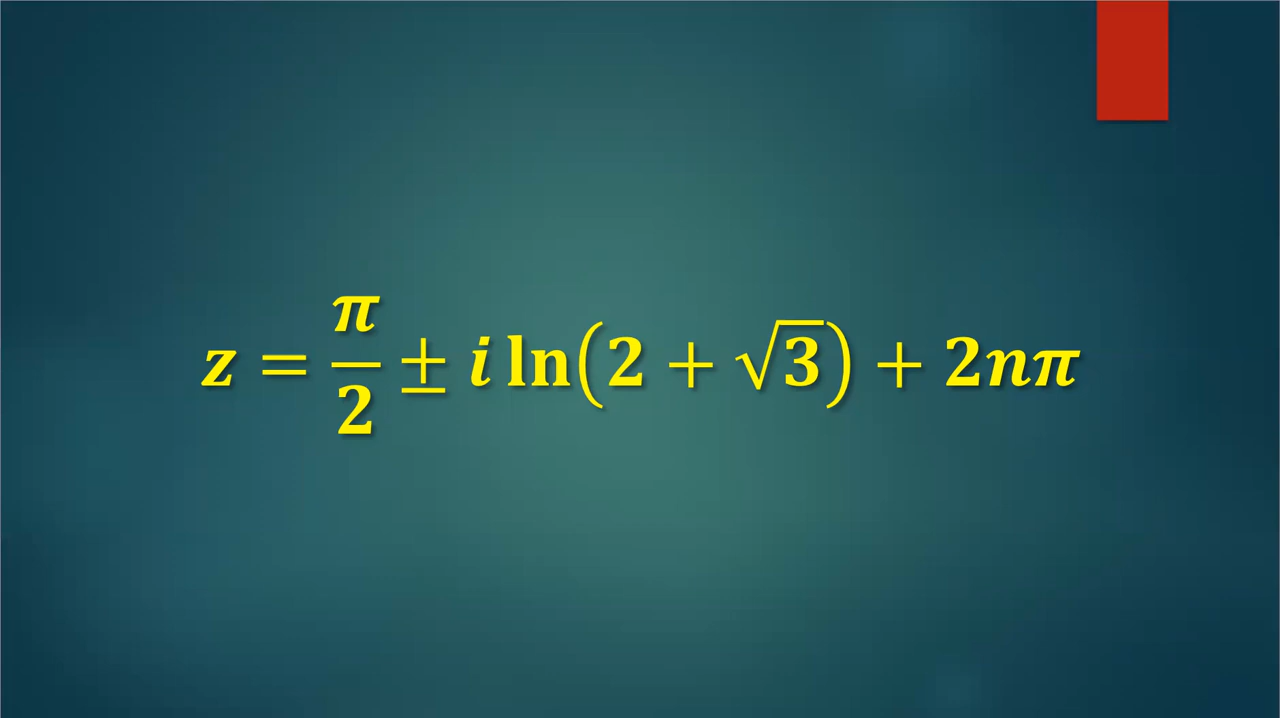 z = π/2 ± i ln(2 + √3) + 2nπ